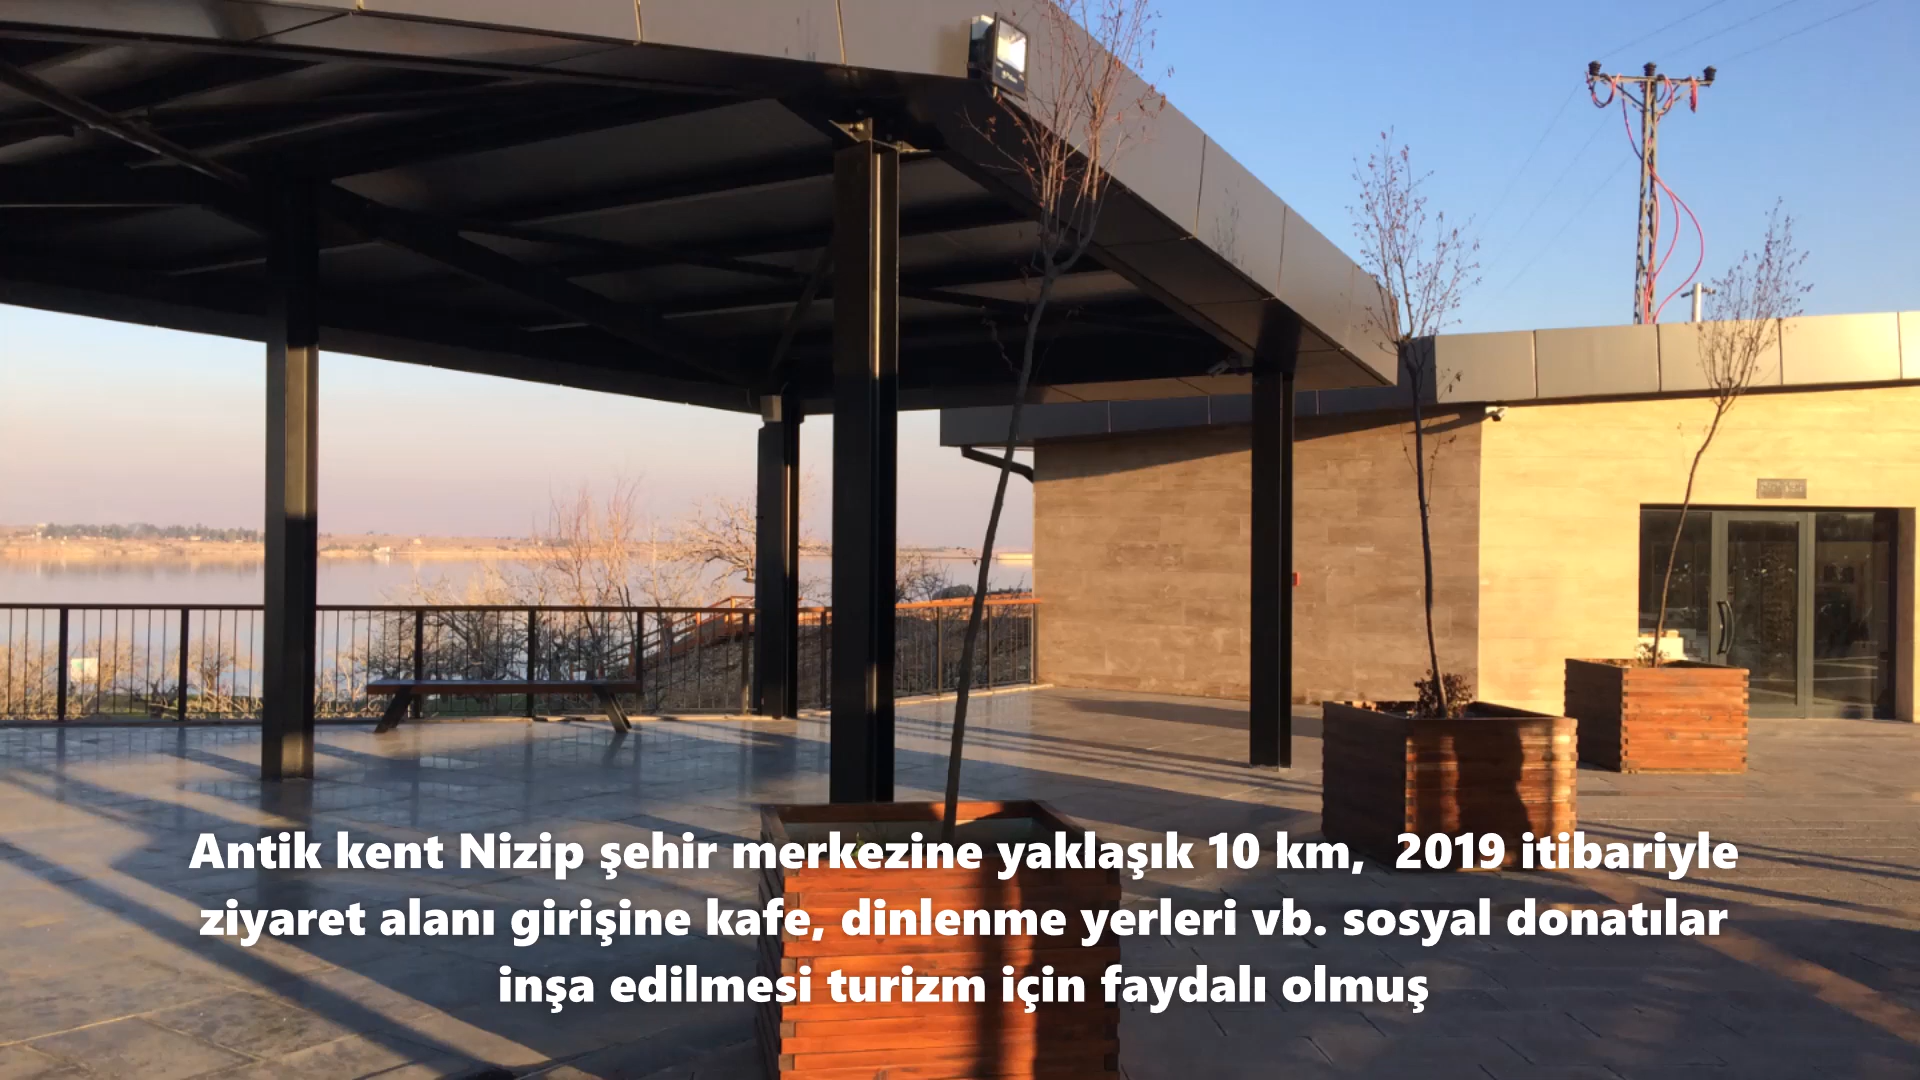 Antik kent Nizip şehir merkezine yaklaşık 10 km,  2019 itibariyle
ziyaret alanı girişine kafe, dinlenme yerleri vb. sosyal donatılar
inşa edilmesi turizm için faydalı olmuş